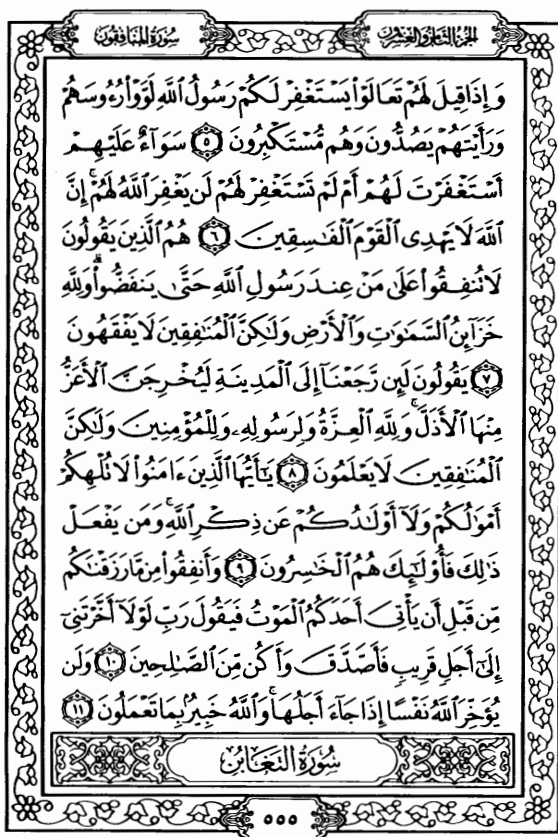 الجزء الثامن والعشرون
سورة المنافقون
وَإِذَا قِيلَ لَهُمْ تَعَالَوْا۟ يَسْتَغْفِرْ لَكُمْ رَسُولُ ٱللَّهِ لَوَّوْا۟ رُءُوسَهُمْ
وَرَأَيْتَهُمْ يَصُدُّونَ وَهُم مُّسْتَكْبِرُونَ ٥ سَوَآءٌ عَلَيْهِمْ
أَسْتَغْفَرْتَ لَهُمْ أَمْ لَمْ تَسْتَغْفِرْ لَهُمْ لَن يَغْفِرَ ٱللَّهُ لَهُمْ ۚ إِنَّ
ٱللَّهَ لَا يَهْدِى ٱلْقَوْمَ ٱلْفَـٰسِقِينَ ٦ هُمُ ٱلَّذِينَ يَقُولُونَ
لَا تُنفِقُوا۟ عَلَىٰ مَنْ عِندَ رَسُولِ ٱللَّهِ حَتَّىٰ يَنفَضُّوا۟ ۗ وَلِلَّهِ
خَزَآئِنُ ٱلسَّمَـٰوَٰتِ وَٱلْأَرْضِ وَلَـٰكِنَّ ٱلْمُنَـٰفِقِينَ لَا يَفْقَهُونَ
٧ يَقُولُونَ لَئِن رَّجَعْنَآ إِلَى ٱلْمَدِينَةِ لَيُخْرِجَنَّ ٱلْأَعَزُّ
مِنْهَا ٱلْأَذَلَّ ۚ وَلِلَّهِ ٱلْعِزَّةُ وَلِرَسُولِهِۦ وَلِلْمُؤْمِنِينَ وَلَـٰكِنَّ
ٱلْمُنَـٰفِقِينَ لَا يَعْلَمُونَ ٨ يَـٰٓأَيُّهَا ٱلَّذِينَ ءَامَنُوا۟ لَا تُلْهِكُمْ
أَمْوَٰلُكُمْ وَلَآ أَوْلَـٰدُكُمْ عَن ذِكْرِ ٱللَّهِ ۚ وَمَن يَفْعَلْ
ذَٰلِكَ فَأُو۟لَـٰٓئِكَ هُمُ ٱلْخَـٰسِرُونَ ٩ وَأَنفِقُوا۟ مِن مَّا رَزَقْنَـٰكُم
مِّن قَبْلِ أَن يَأْتِىَ أَحَدَكُمُ ٱلْمَوْتُ فَيَقُولَ رَبِّ لَوْلَآ أَخَّرْتَنِىٓ
إِلَىٰٓ أَجَلٍ قَرِيبٍ فَأَصَّدَّقَ وَأَكُن مِّنَ ٱلصَّـٰلِحِينَ ١٠ وَلَن
يُؤَخِّرَ ٱللَّهُ نَفْسًا إِذَا جَآءَ أَجَلُهَا ۚ وَٱللَّهُ خَبِيرٌۢ بِمَا تَعْمَلُونَ ١١
سُورَةُ التَّغَابُنِ
٥٥٥